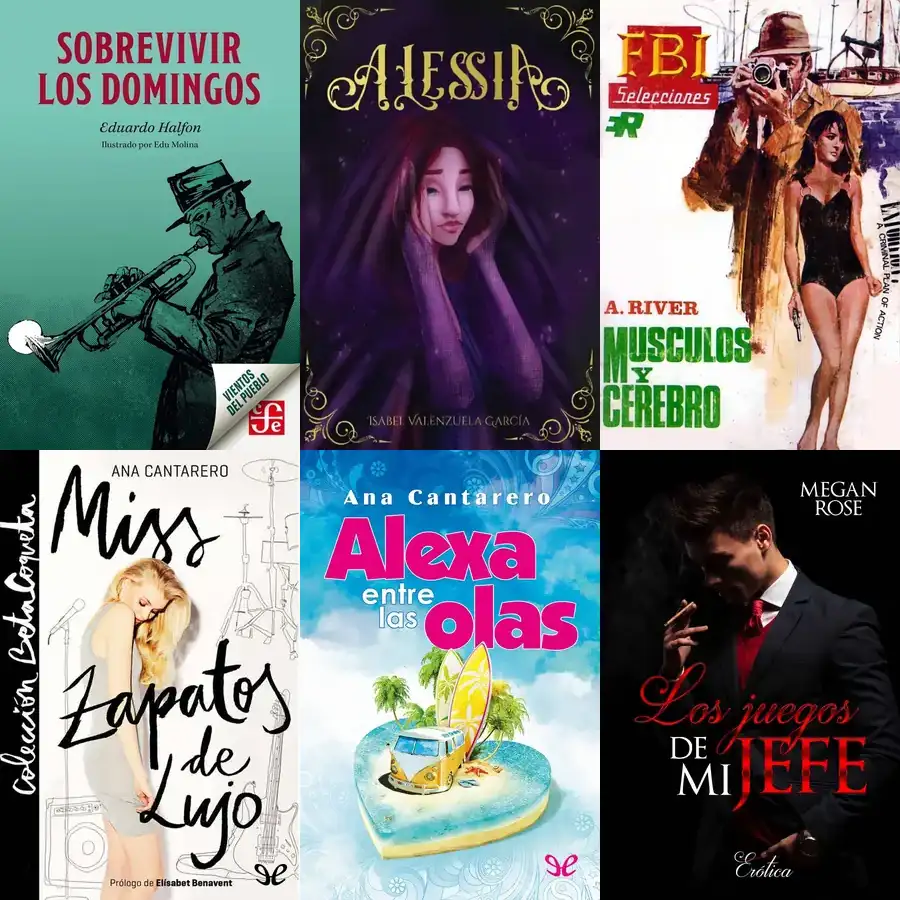 SOBREVIVIR
LOS DOMINGOS
Eduardo Halfon
Ilustrado por Edu Molina
VIENTOS
DEL PUEBLO
cfe
ALESSIA
ISABEL VALENZUELA GARCÍA
FBI
Selecciones
A CRIMINAL PLAN OF ACTION
A. RIVER
MUSCULOS
Y
CEREBRO
Colección BetaCoqueta
ANA CANTARERO
Miss
Zapatos
de
Lujo
Prólogo de Elísabet Benavent
Ana Cantarero
Alexa
entre
las
olas
MEGAN
ROSE
Los juegos
DE
MI JEFE
Erótica